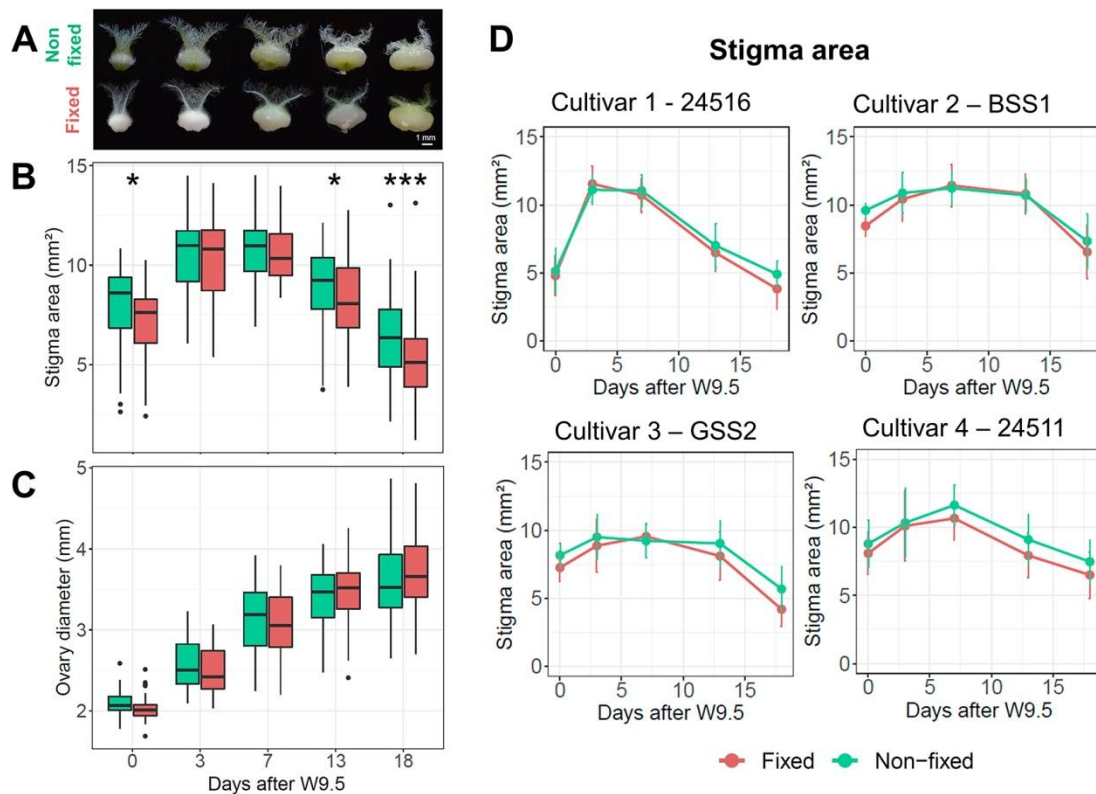 A
Non
fixed
Fixed
1 mm
B
Stigma area (mm²)
15
10
5
*
*
***
C
Ovary diameter (mm)
5
4
3
2
0
3
7
13
18
Days after W9.5
D
Stigma area
Cultivar 1 - 24516
Stigma area (mm²)
15
10
5
0
0
5
10
15
Days after W9.5
Cultivar 2 – BSS1
Stigma area (mm²)
15
10
5
0
0
5
10
15
Days after W9.5
Cultivar 3 – GSS2
Stigma area (mm²)
15
10
5
0
0
5
10
15
Days after W9.5
Cultivar 4 – 24511
Stigma area (mm²)
15
10
5
0
0
5
10
15
Days after W9.5
Fixed
Non–fixed